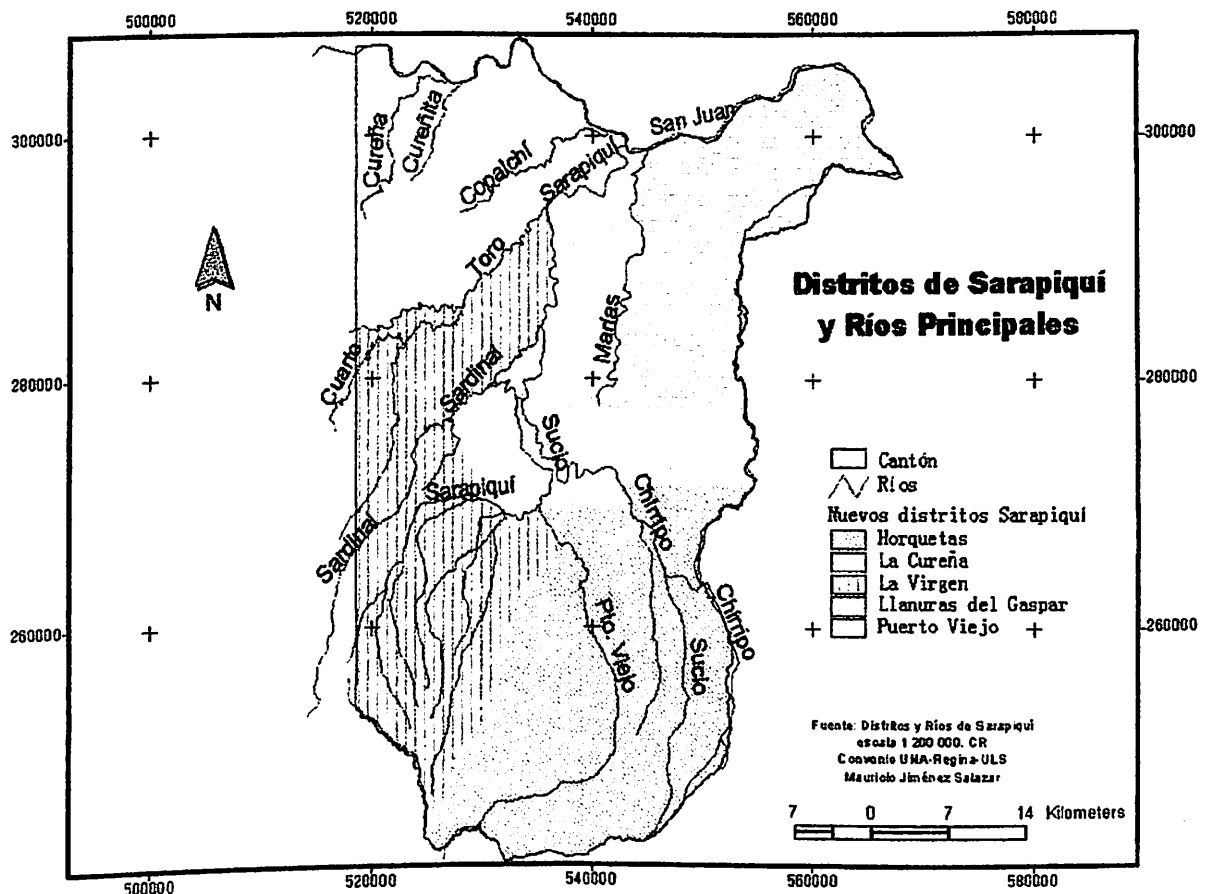 500000 520000 540000 560000 580000
San Juan
300000 300000
Cureña
Cureñita
Copalchí
Sarapiquí
Toro
N
Distritos de Sarapiquí
y Ríos Principales
Marías
Cuarto
280000 280000
Sardinal
Sucio
Cantón
Ríos
Nuevos distritos Sarapiquí
Horquetas
La Cureña
La Virgen
Llanuras del Gaspar
Puerto Viejo
Sarapiquí
Chirripo
Sardinal
Chirripo
260000 260000
Pto. Viejo
Sucio
Fuente: Distritos y Ríos de Sarapiquí
escala 1 200 000. CR
Convenio UNA-Regina-ULS
Mauricio Jiménez Salazar
7 0 7 14 Kilometers
500000 520000 540000 560000 580000